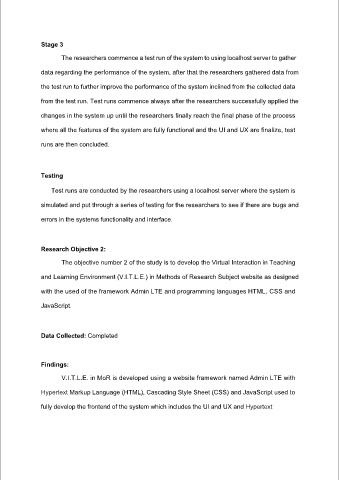 Stage 3
The researchers commence a test run of the system to using localhost server to gather
data regarding the performance of the system, after that the researchers gathered data from
the test run to further improve the performance of the system inclined from the collected data
from the test run. Test runs commence always after the researchers successfully applied the
changes in the system up until the researchers finally reach the final phase of the process
where all the features of the system are fully functional and the UI and UX are finalize, test
runs are then concluded.
Testing
Test runs are conducted by the researchers using a localhost server where the system is
simulated and put through a series of testing for the researchers to see if there are bugs and
errors in the systems functionality and interface.
Research Objective 2:
The objective number 2 of the study is to develop the Virtual Interaction in Teaching
and Learning Environment (V.I.T.L.E.) in Methods of Research Subject website as designed
with the used of the framework Admin LTE and programming languages HTML, CSS and
JavaScript.
Data Collected: Completed
Findings:
V.I.T.L.E. in MoR is developed using a website framework named Admin LTE with
Hypertext Markup Language (HTML), Cascading Style Sheet (CSS) and JavaScript used to
fully develop the frontend of the system which includes the UI and UX and Hypertext